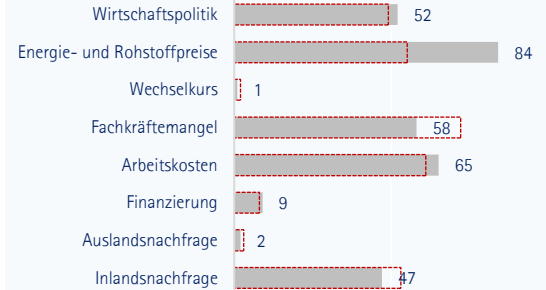 Wirtschaftspolitik 52
Energie- und Rohstoffpreise 84
Wechselkurs 1
Fachkräftemangel 58
Arbeitskosten 65
Finanzierung 9
Auslandsnachfrage 2
Inlandsnachfrage 47